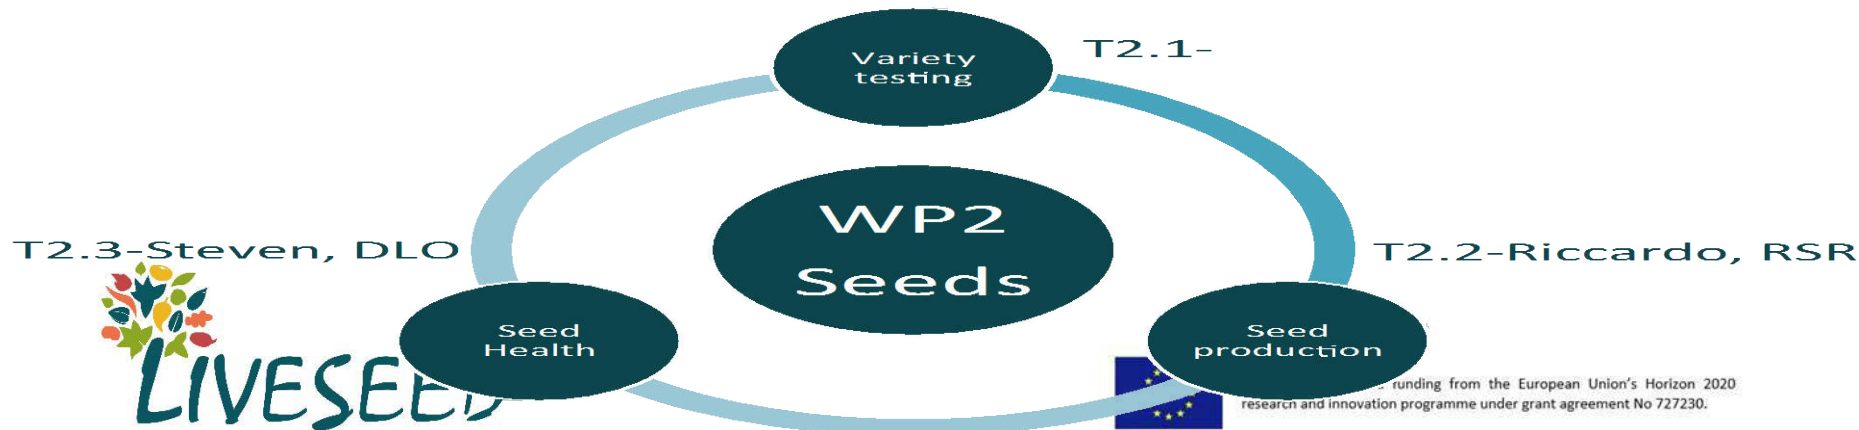 Variety
testing
T2.1-
WP2
Seeds
T2.3-Steven, DLO
T2.2-Riccardo, RSR
Seed
Health
Seed
production
LIVESEED
funding from the European Union’s Horizon 2020
research and innovation programme under grant agreement No 727230.